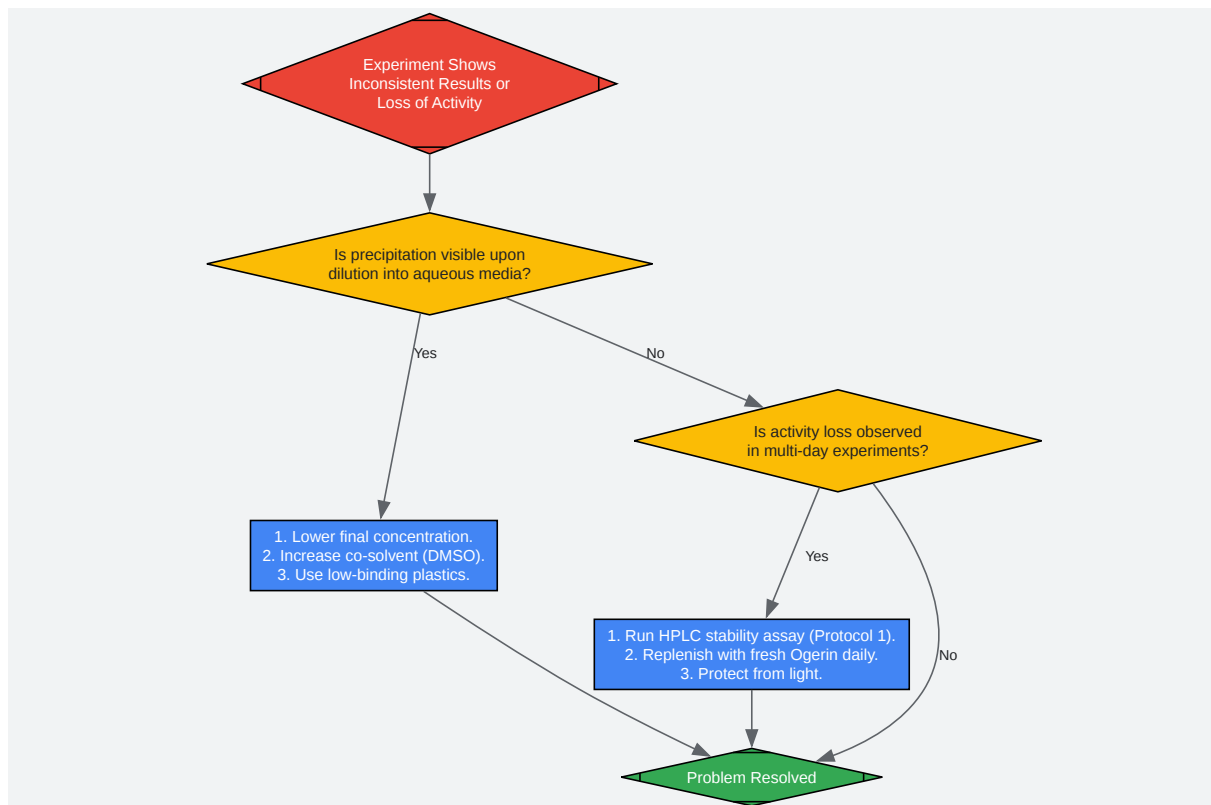 Experiment Shows
Inconsistent Results or
Loss of Activity
Is precipitation visible upon
dilution into aqueous media?
Yes
No
Is activity loss observed
in multi-day experiments?
1. Lower final concentration.
2. Increase co-solvent (DMSO).
3. Use low-binding plastics.
Yes
1. Run HPLC stability assay (Protocol 1).
2. Replenish with fresh Ogerin daily.
3. Protect from light.
No
Problem Resolved